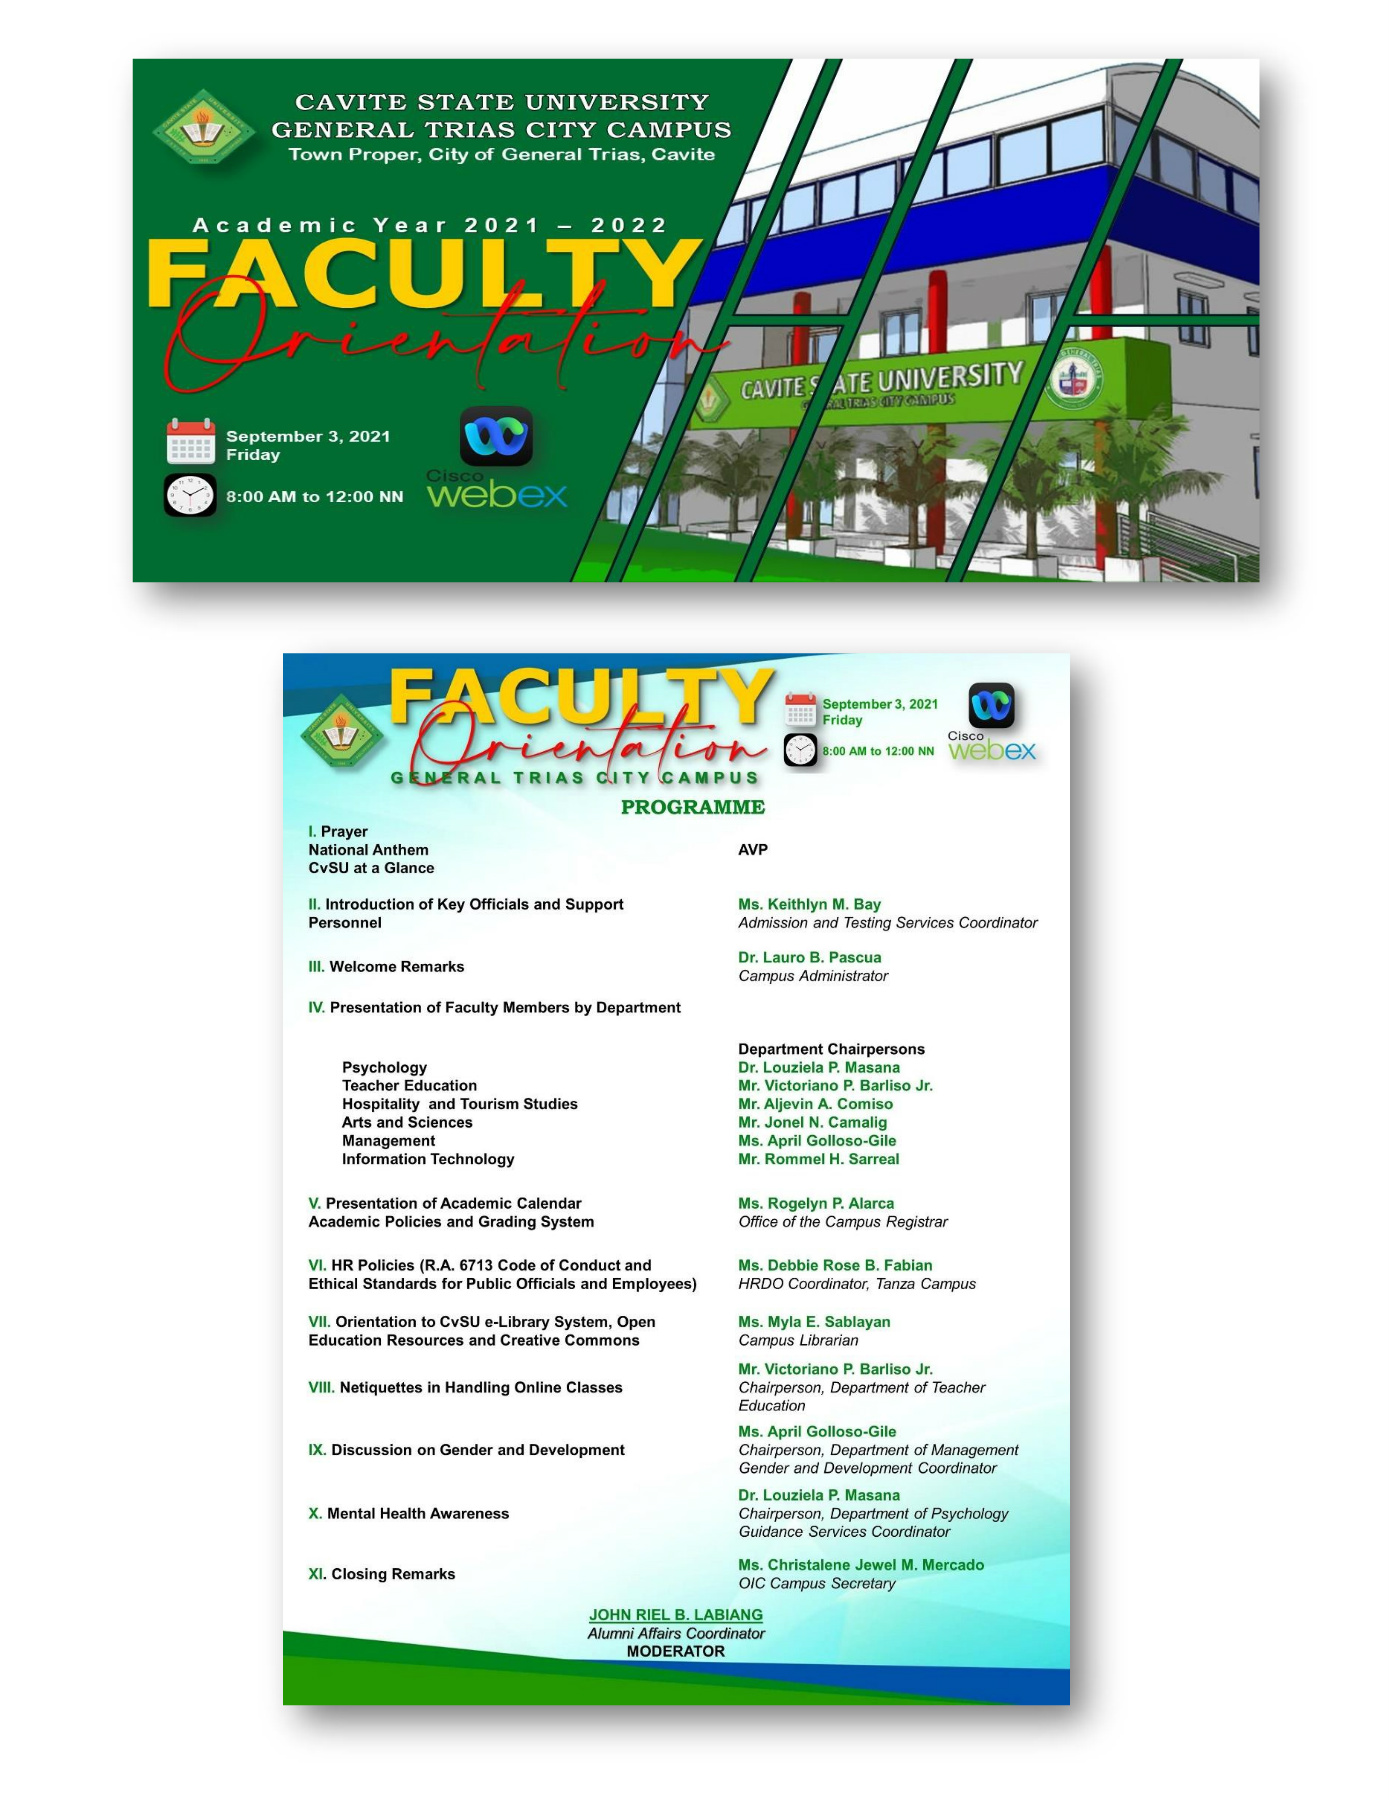 CAVITE STATE UNIVERSITY
GENERAL TRIAS CITY CAMPUS
Town Proper, City of General Trias, Cavite
Academic Year 2021 – 2022
FACULTY
Orientation
September 3, 2021
Friday
8:00 AM to 12:00 NN
Cisco
webex
CAVITE STATE UNIVERSITY
GENERAL TRIAS CITY CAMPUS
FACULTY
Orientation
GENERAL TRIAS CITY CAMPUS
September 3, 2021
Friday
8:00 AM to 12:00 NN
Cisco
webex
PROGRAMME
I. Prayer
National Anthem
AVP
CvSU at a Glance
II. Introduction of Key Officials and Support
Personnel
Ms. Keithlyn M. Bay
Admission and Testing Services Coordinator
III. Welcome Remarks
Dr. Lauro B. Pascua
Campus Administrator
IV. Presentation of Faculty Members by Department
Department Chairpersons
Psychology Dr. Louziela P. Masana
Teacher Education Mr. Victoriano P. Barliso Jr.
Hospitality and Tourism Studies Mr. Aljevin A. Comiso
Arts and Sciences Mr. Jonel N. Camalig
Management Ms. April Golloso-Gile
Information Technology Mr. Rommel H. Sarreal
V. Presentation of Academic Calendar
Academic Policies and Grading System
Ms. Rogelyn P. Alarca
Office of the Campus Registrar
VI. HR Policies (R.A. 6713 Code of Conduct and
Ethical Standards for Public Officials and Employees)
Ms. Debbie Rose B. Fabian
HRDO Coordinator, Tanza Campus
VII. Orientation to CvSU e-Library System, Open
Education Resources and Creative Commons
Ms. Myla E. Sablayan
Campus Librarian
VIII. Netiquettes in Handling Online Classes
Mr. Victoriano P. Barliso Jr.
Chairperson, Department of Teacher
Education
IX. Discussion on Gender and Development
Ms. April Golloso-Gile
Chairperson, Department of Management
Gender and Development Coordinator
X. Mental Health Awareness
Dr. Louziela P. Masana
Chairperson, Department of Psychology
Guidance Services Coordinator
XI. Closing Remarks
Ms. Christalene Jewel M. Mercado
OIC Campus Secretary
JOHN RIEL B. LABIANG
Alumni Affairs Coordinator
MODERATOR